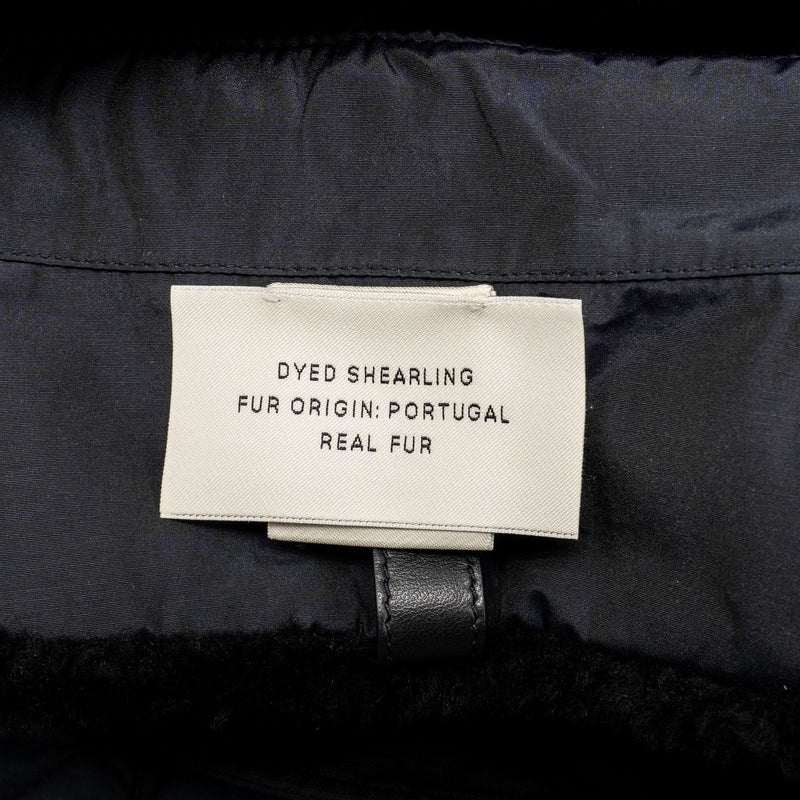 DYED SHEARLING
FUR ORIGIN: PORTUGAL
REAL FUR